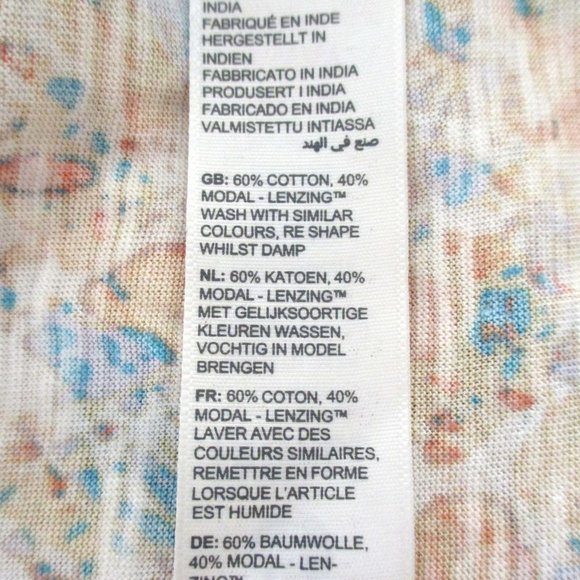 INDIA
FABRIQUÉ EN INDE
HERGESTELLT IN
INDIEN
FABBRICATO IN INDIA
PRODUSERT I INDIA
FABRICADO EN INDIA
VALMISTETTU INTIASSA
صنع في الهند
GB: 60% COTTON, 40%
MODAL - LENZING™
WASH WITH SIMILAR
COLOURS, RE SHAPE
WHILST DAMP
NL: 60% KATOEN, 40%
MODAL - LENZING™
MET GELIJKSOORTIGE
KLEUREN WASSEN,
VOCHTIG IN MODEL
BRENGEN
FR: 60% COTON, 40%
MODAL - LENZING™
LAVER AVEC DES
COULEURS SIMILAIRES,
REMETTRE EN FORME
LORSQUE L'ARTICLE
EST HUMIDE
DE: 60% BAUMWOLLE,
40% MODAL - LEN-
ZING™